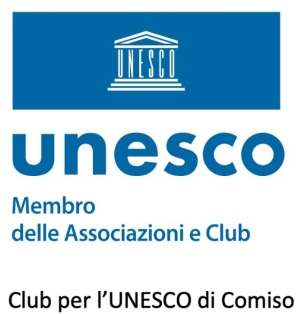 UNESCO
unesco
Membro
delle Associazioni e Club
Club per l’UNESCO di Comiso